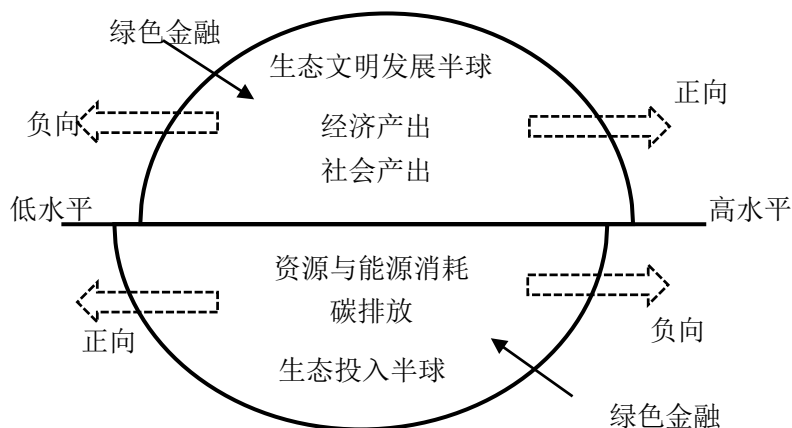 绿色金融
生态文明发展半球
正向
负向
经济产出
社会产出
低水平
高水平
资源与能源消耗
碳排放
正向
负向
生态投入半球
绿色金融